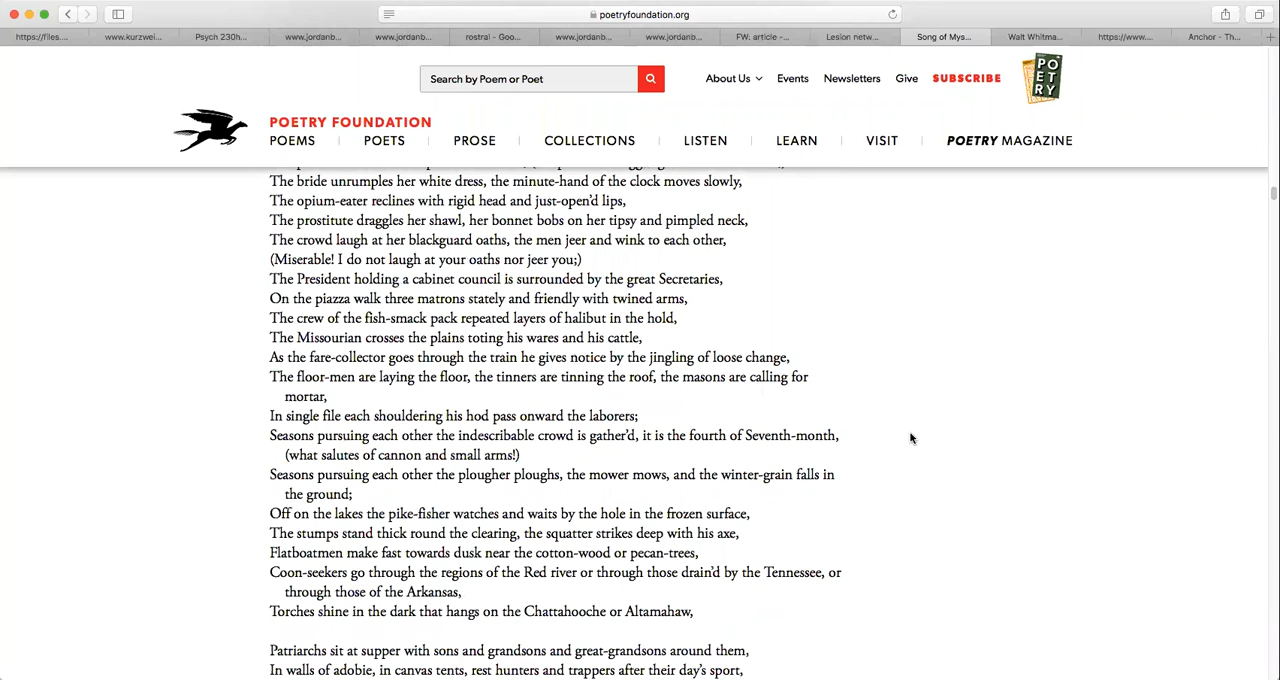 poetryfoundation.org
https://files....
www.kurzwei...
Psych 230h...
www.jordanb...
www.jordanb...
rostral - Goo...
www.jordanb...
www.jordanb...
FW: article -...
Lesion netw...
Song of Mys...
Walt Whitma...
https://www....
Anchor - Th...
Search by Poem or Poet
About Us
Events
Newsletters
Give
SUBSCRIBE
PO
ET
RY
POETRY FOUNDATION
POEMS
POETS
PROSE
COLLECTIONS
LISTEN
LEARN
VISIT
POETRY MAGAZINE
The bride unrumples her white dress, the minute-hand of the clock moves slowly,
The opium-eater reclines with rigid head and just-open'd lips,
The prostitute draggles her shawl, her bonnet bobs on her tipsy and pimpled neck,
The crowd laugh at her blackguard oaths, the men jeer and wink to each other,
(Miserable! I do not laugh at your oaths nor jeer you;)
The President holding a cabinet council is surrounded by the great Secretaries,
On the piazza walk three matrons stately and friendly with twined arms,
The crew of the fish-smack pack repeated layers of halibut in the hold,
The Missourian crosses the plains toting his wares and his cattle,
As the fare-collector goes through the train he gives notice by the jingling of loose change,
The floor-men are laying the floor, the tinners are tinning the roof, the masons are calling for
mortar,
In single file each shouldering his hod pass onward the laborers;
Seasons pursuing each other the indescribable crowd is gather'd, it is the fourth of Seventh-month,
(what salutes of cannon and small arms!)
Seasons pursuing each other the plougher ploughs, the mower mows, and the winter-grain falls in
the ground;
Off on the lakes the pike-fisher watches and waits by the hole in the frozen surface,
The stumps stand thick round the clearing, the squatter strikes deep with his axe,
Flatboatmen make fast towards dusk near the cotton-wood or pecan-trees,
Coon-seekers go through the regions of the Red river or through those drain'd by the Tennessee, or
through those of the Arkansas,
Torches shine in the dark that hangs on the Chattahooche or Altamahaw,
Patriarchs sit at supper with sons and grandsons and great-grandsons around them,
In walls of adobie, in canvas tents, rest hunters and trappers after their day's sport,